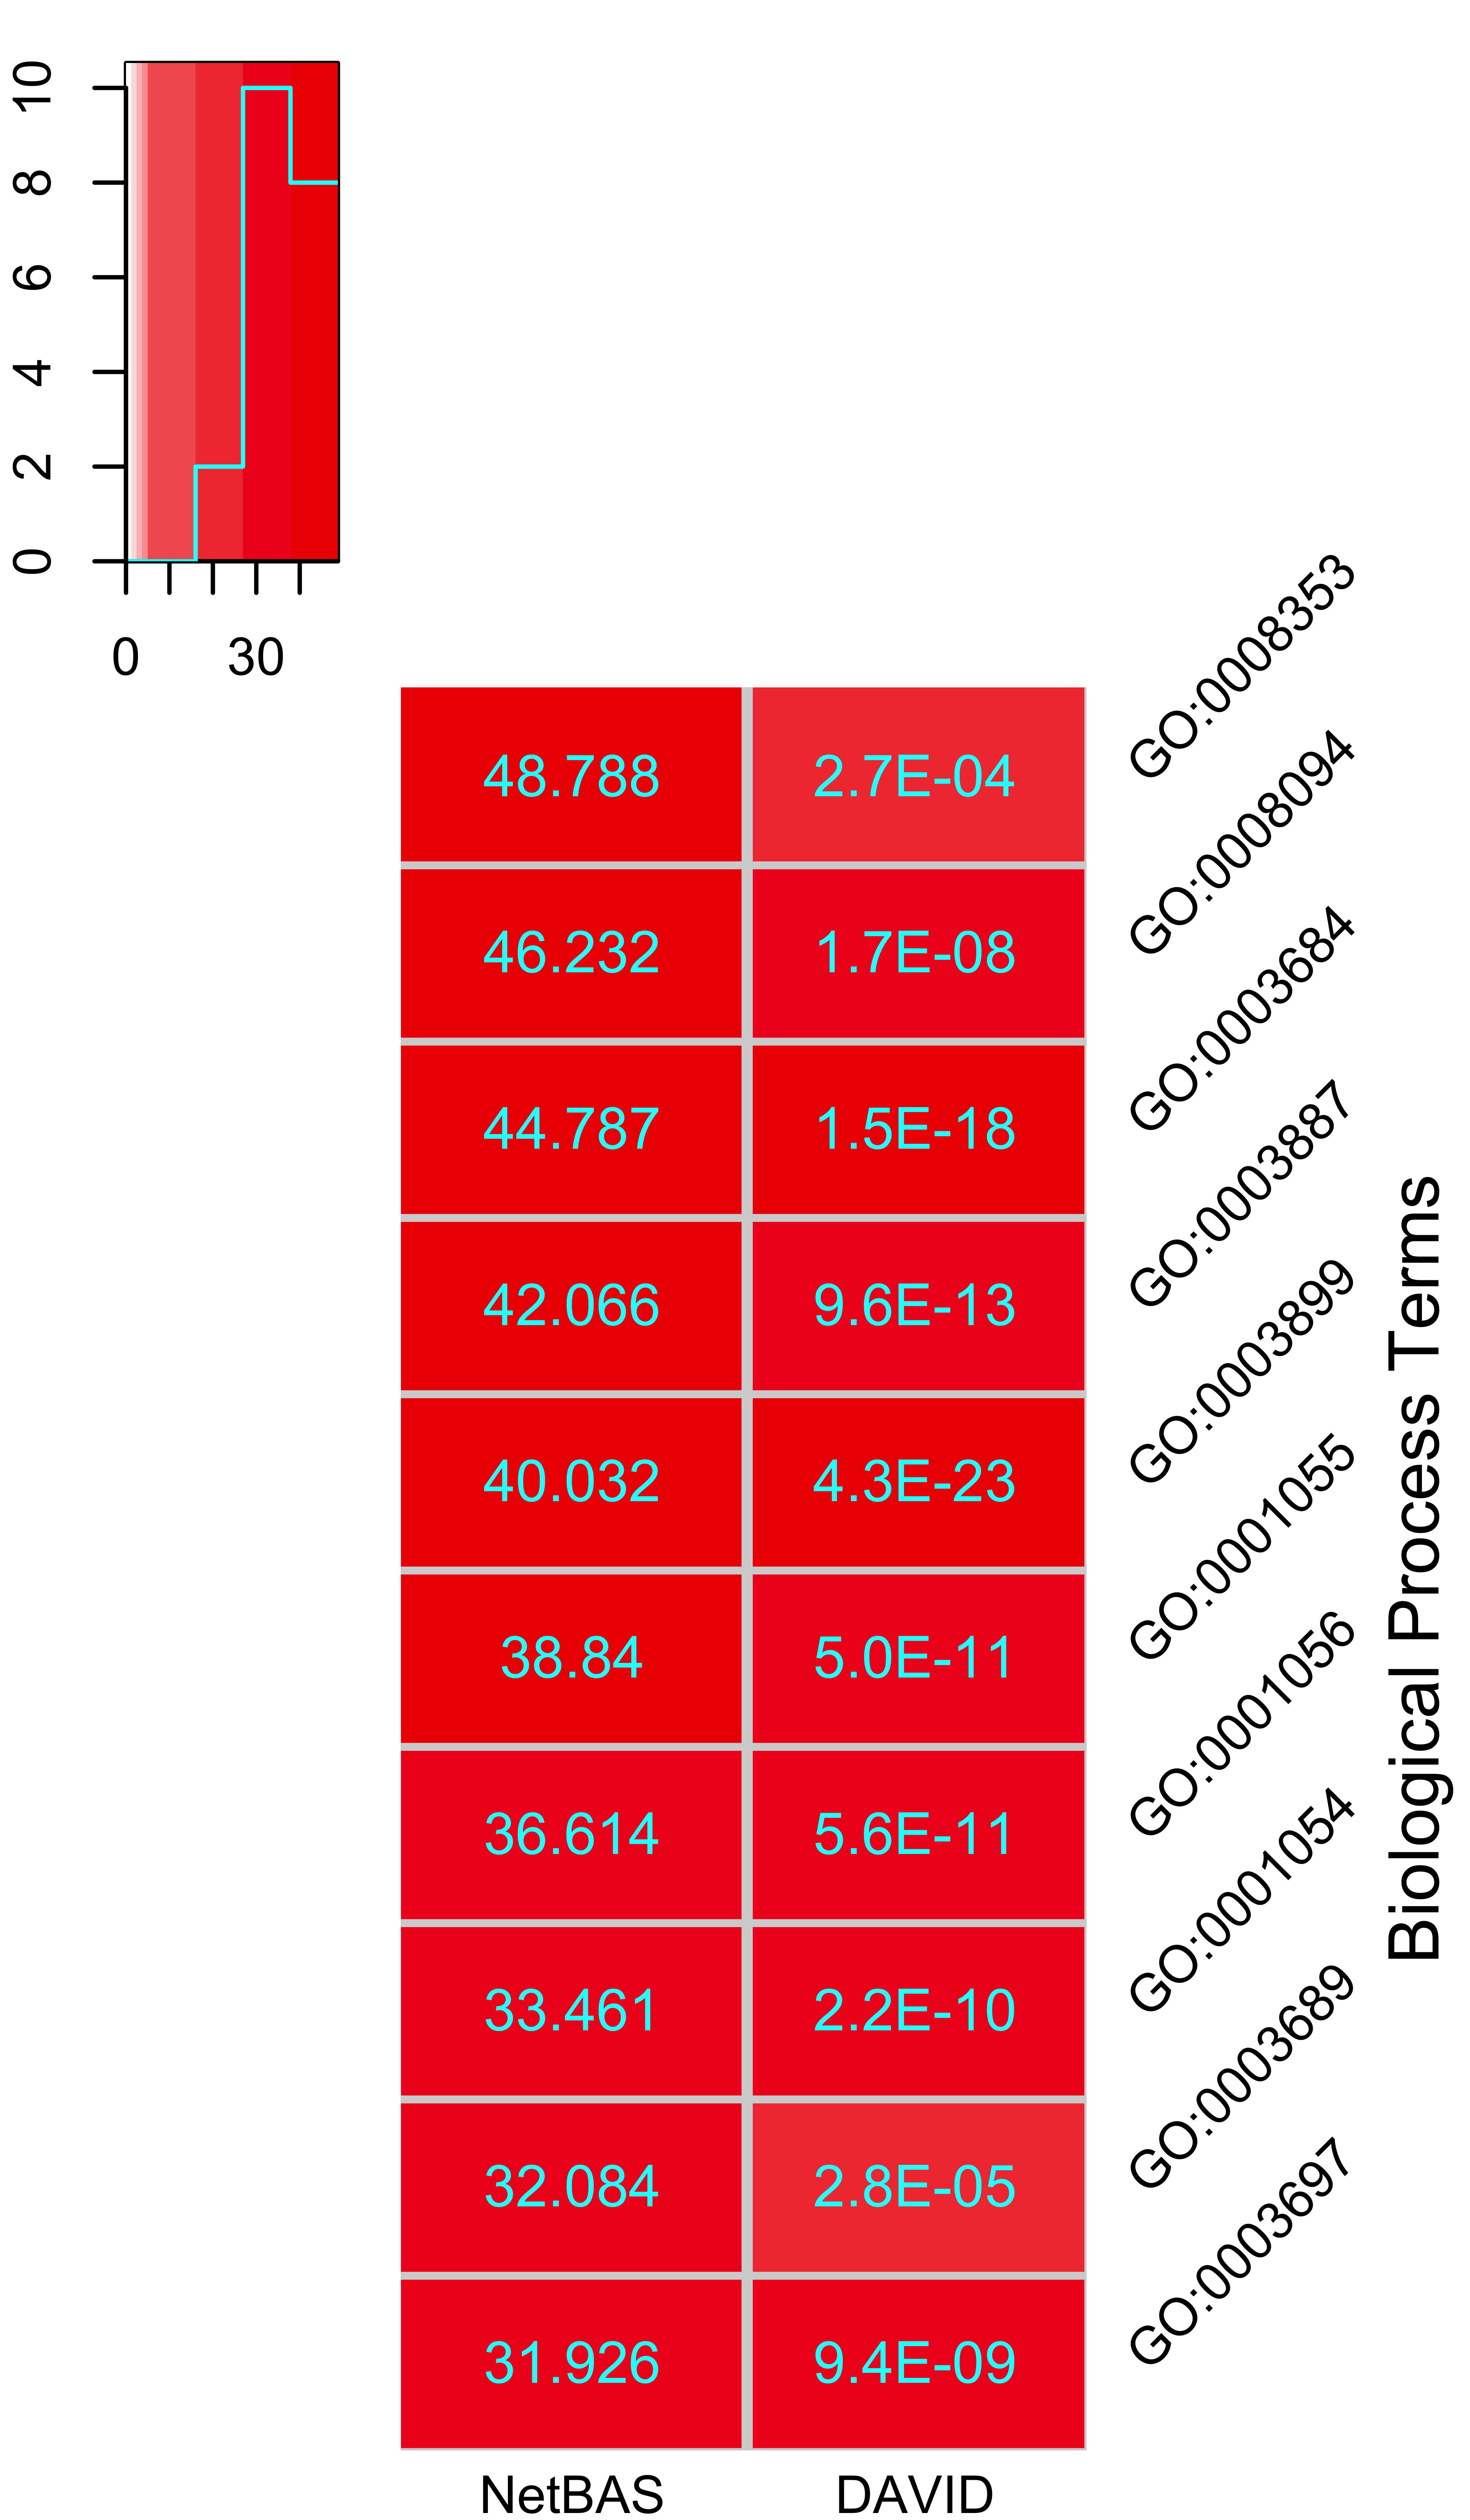 10
8
6
4
2
0
0 30
48.788 2.7E-04 GO:0008353
46.232 1.7E-08 GO:0008094
44.787 1.5E-18 GO:0003684
42.066 9.6E-13 GO:0003887
40.032 4.3E-23 GO:0003899
38.84 5.0E-11 GO:0001055
36.614 5.6E-11 GO:0001056
33.461 2.2E-10 GO:0001054
32.084 2.8E-05 GO:0003689
31.926 9.4E-09 GO:0003697
Biological Process Terms
NetBAS DAVID